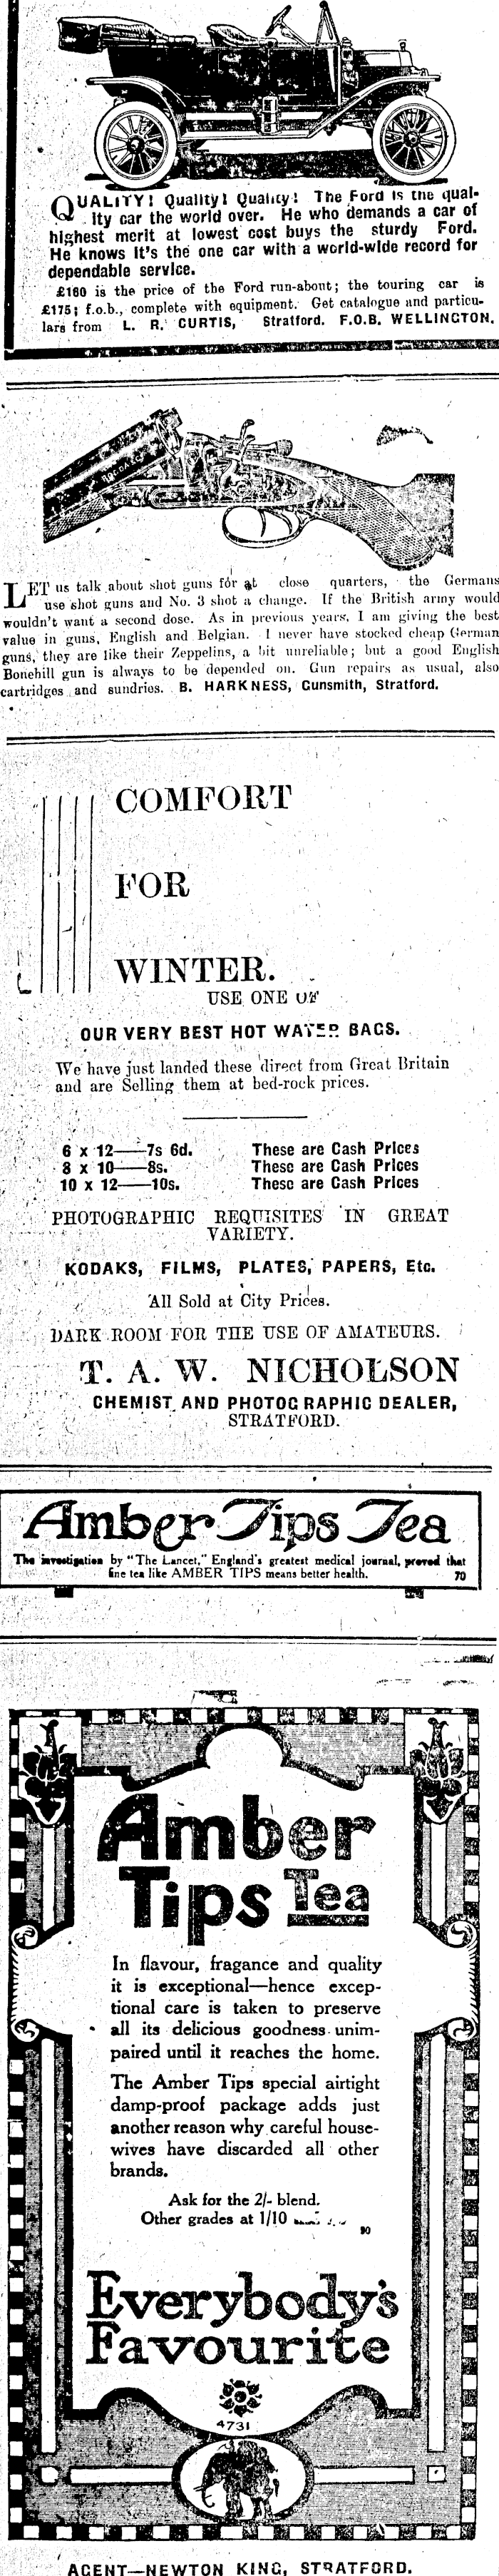 QUALITY! Quality! Quality! The Ford is the qual-
ity car the world over. He who demands a car of
highest merit at lowest cost buys the sturdy Ford.
He knows it's the one car with a world-wide record for
dependable service.
£160 is the price of the Ford run-about; the touring car is
£175; f.o.b., complete with equipment. Get catalogue and particu-
lars from L. R. CURTIS, Stratford. F.O.B. WELLINGTON.
LET us talk about shot guns for at close quarters, the Germans
use shot guns and No. 3 shot a change. If the British army would
wouldn't want a second dose. As in previous years, I am giving the best
value in guns, English and Belgian. I never have stocked cheap German
guns, they are like their Zeppelins, a bit unreliable; but a good English
Bonehill gun is always to be depended on. Gun repairs as usual, also
cartridges and sundries. B. HARKNESS, Gunsmith, Stratford.
COMFORT
FOR
WINTER.
USE ONE OF
OUR VERY BEST HOT WATER BAGS.
We have just landed these direct from Great Britain
and are Selling them at bed-rock prices.
6 x 12——7s 6d. These are Cash Prices
8 x 10——8s. These are Cash Prices
10 x 12——10s. These are Cash Prices
PHOTOGRAPHIC REQUISITES IN GREAT
VARIETY.
KODAKS, FILMS, PLATES, PAPERS, Etc.
All Sold at City Prices.
DARK ROOM FOR THE USE OF AMATEURS.
T. A. W. NICHOLSON
CHEMIST AND PHOTOGRAPHIC DEALER,
STRATFORD.
Amber Tips Tea
The investigation by "The Lancet," England's greatest medical journal, proved that
fine tea like AMBER TIPS means better health. 70
Amber
Tips Tea
In flavour, fragance and quality
it is exceptional—hence excep-
tional care is taken to preserve
all its delicious goodness unim-
paired until it reaches the home.
The Amber Tips special airtight
damp-proof package adds just
another reason why careful house-
wives have discarded all other
brands.
Ask for the 2/- blend.
Other grades at 1/10
90
Everybody's
Favourite
4731
AGENT—NEWTON KING, STRATFORD.